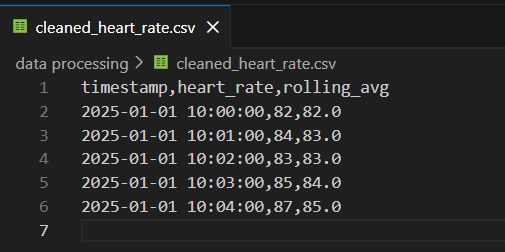 cleaned_heart_rate.csv
data processing > cleaned_heart_rate.csv
1 timestamp,heart_rate,rolling_avg
2 2025-01-01 10:00:00,82,82.0
3 2025-01-01 10:01:00,84,83.0
4 2025-01-01 10:02:00,83,83.0
5 2025-01-01 10:03:00,85,84.0
6 2025-01-01 10:04:00,87,85.0
7